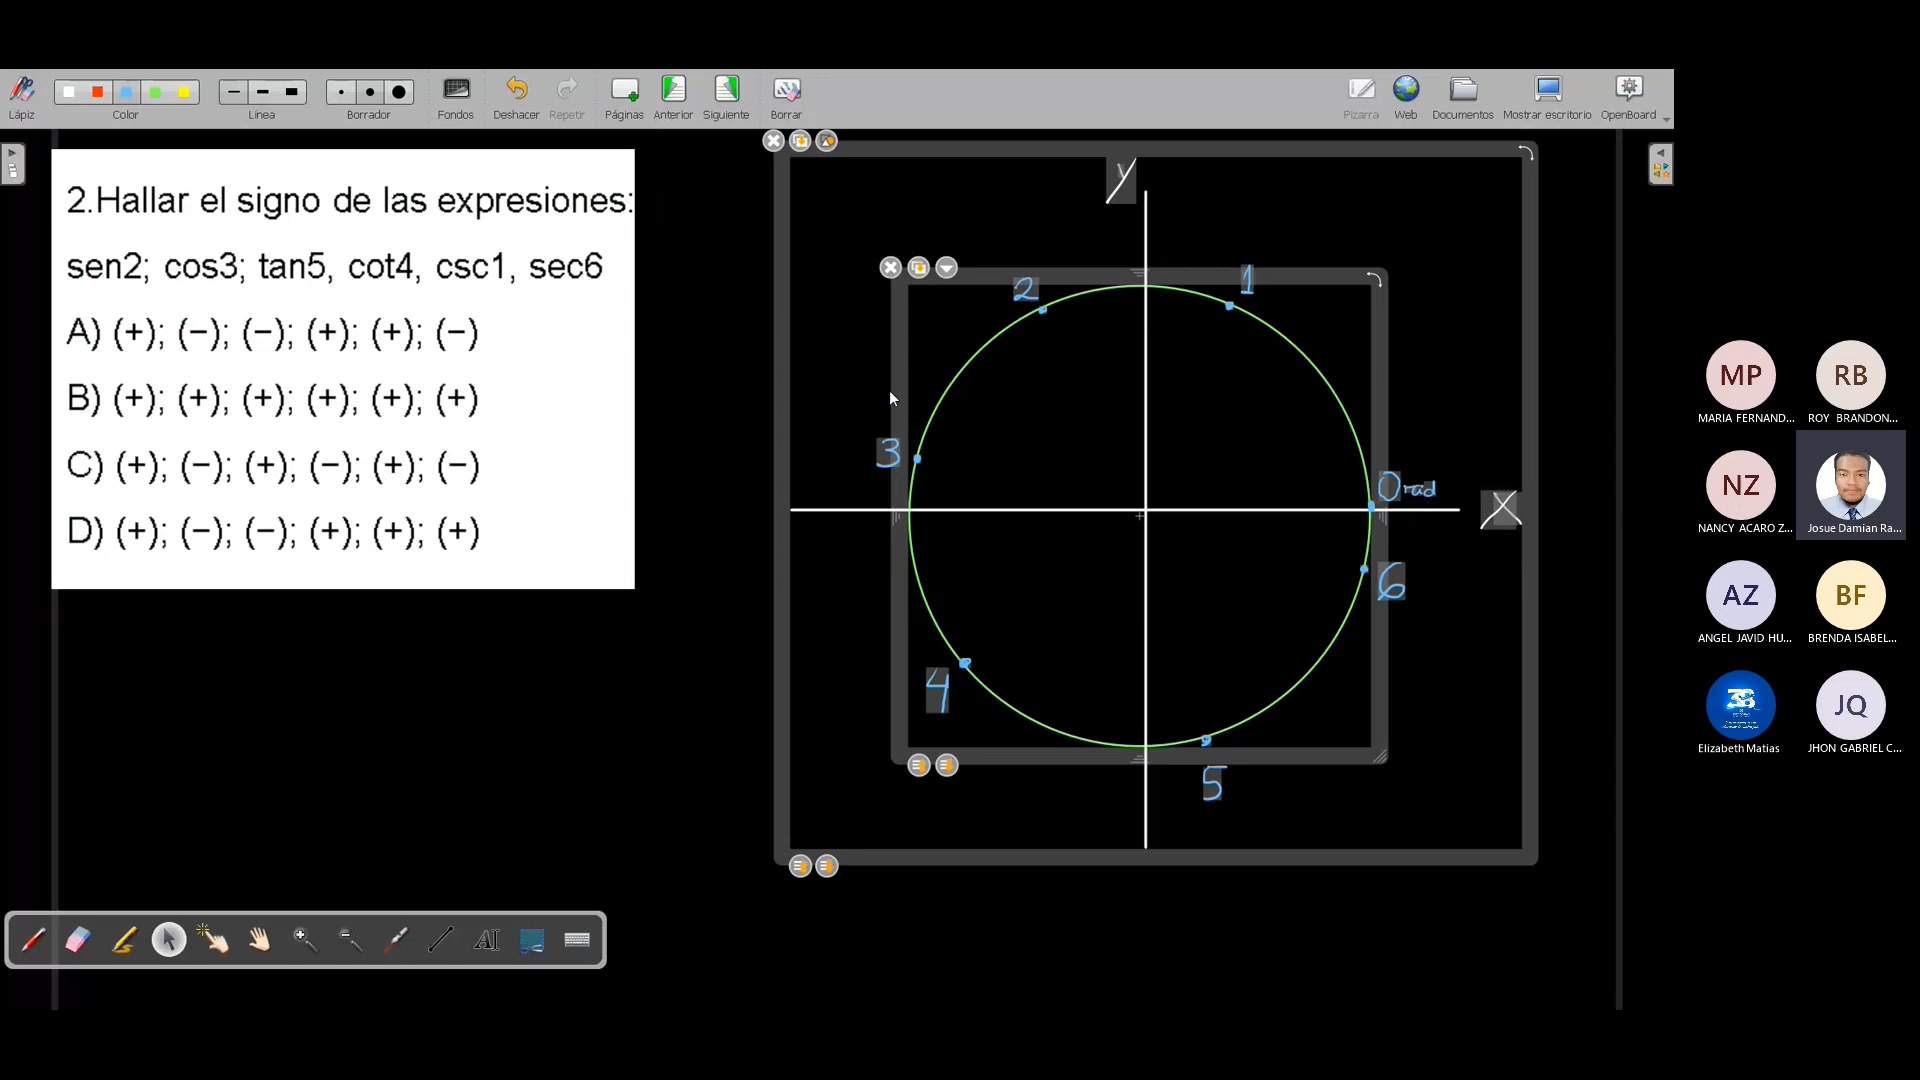 Lápiz
Color
Línea
Borrador
Fondos
Deshacer
Repetir
Páginas
Anterior
Siguiente
Borrar
Pizarra
Web
Documentos
Mostrar escritorio
OpenBoard
2.Hallar el signo de las expresiones:
sen2; cos3; tan5, cot4, csc1, sec6
A) (+); (−); (−); (+); (+); (−)
B) (+); (+); (+); (+); (+); (+)
C) (+); (−); (+); (−); (+); (−)
D) (+); (−); (−); (+); (+); (+)
y
2
1
3
0 rad
X
6
4
5
AI
MP
MARIA FERNAND...
RB
ROY BRANDON...
NZ
NANCY ACARO Z...
Josue Damian Ra...
AZ
ANGEL JAVID HU...
BF
BRENDA ISABEL...
Elizabeth Matias
JQ
JHON GABRIEL C...